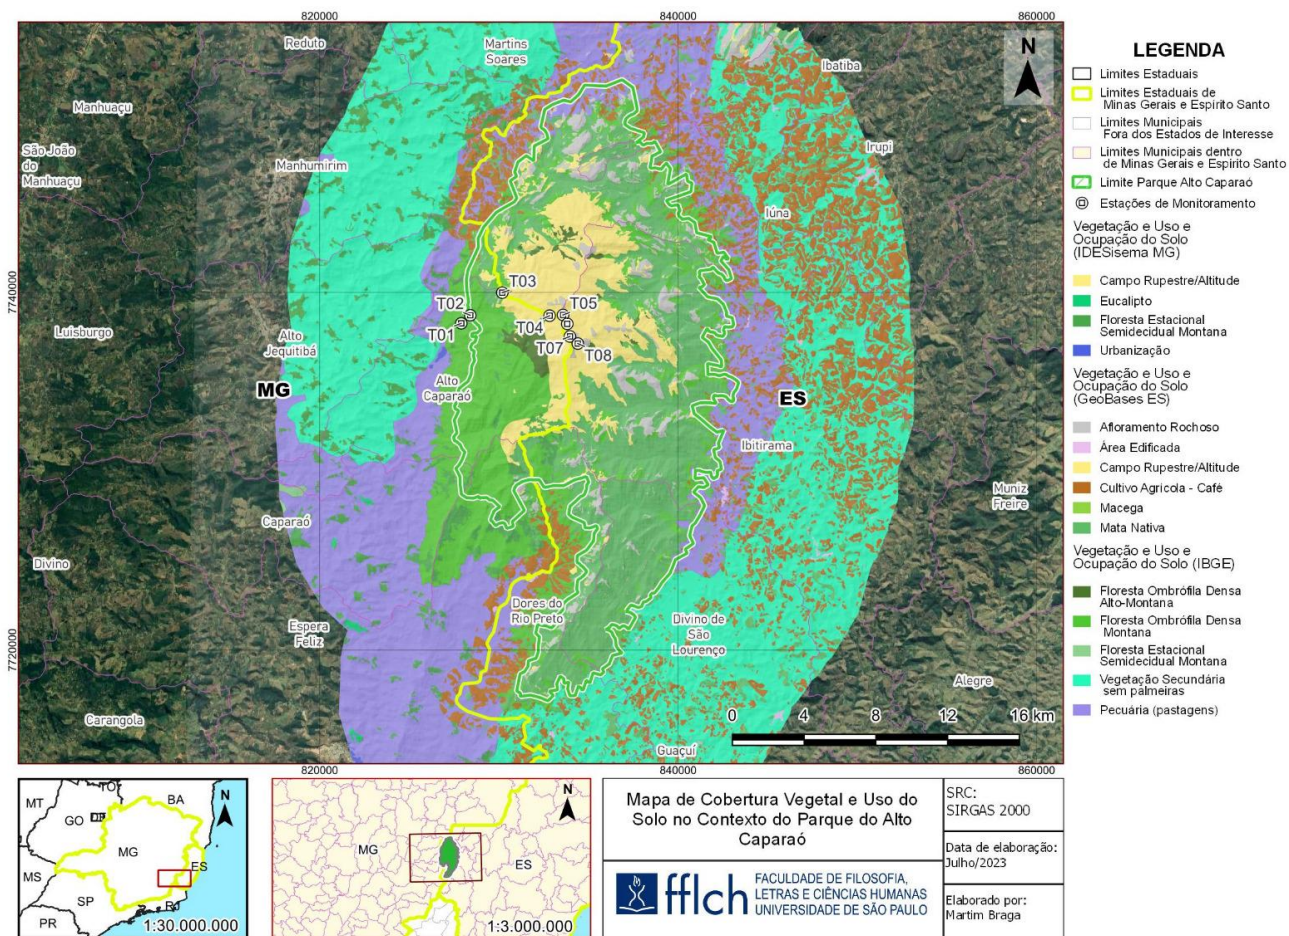 820000
840000
860000
Reduto
Martins
Soares
Ibatiba
Manhuaçu
São João
do
Manhuaçu
Manhumirim
Irupi
Iúna
7740000
7740000
T03
T02
T05
T01
T04
T07
T08
Luisburgo
Alto
Jequitibá
MG
Alto
Caparaó
ES
Ibitirama
Muniz
Freire
Caparaó
Divino
Dores do
Rio Preto
Divino de
São
Lourenço
Espera
Feliz
7720000
7720000
Alegre
Carangola
Guaçuí
0 4 8 12 16 km
820000
840000
860000
N
LEGENDA
Limites Estaduais
Limites Estaduais de
Minas Gerais e Espirito Santo
Limites Municipais
Fora dos Estados de Interesse
Limites Municipais dentro
de Minas Gerais e Espirito Santo
Limite Parque Alto Caparaó
Estações de Monitoramento
Vegetação e Uso e
Ocupação do Solo
(IDESisema MG)
Campo Rupestre/Altitude
Eucalipto
Floresta Estacional
Semidecidual Montana
Urbanização
Vegetação e Uso e
Ocupação do Solo
(GeoBases ES)
Afloramento Rochoso
Área Edificada
Campo Rupestre/Altitude
Cultivo Agrícola - Café
Macega
Mata Nativa
Vegetação e Uso e
Ocupação do Solo (IBGE)
Floresta Ombrófila Densa
Alto-Montana
Floresta Ombrófila Densa
Montana
Floresta Estacional
Semidecidual Montana
Vegetação Secundária
sem palmeiras
Pecuária (pastagens)
MT
TO
BA
N
GO
DF
MG
ES
MS
SP
RJ
PR
1:30.000.000
N
MG
ES
1:3.000.000
Mapa de Cobertura Vegetal e Uso do
Solo no Contexto do Parque do Alto
Caparaó
fflch
FACULDADE DE FILOSOFIA,
LETRAS E CIÊNCIAS HUMANAS
UNIVERSIDADE DE SÃO PAULO
SRC:
SIRGAS 2000
Data de elaboração:
Julho/2023
Elaborado por:
Martim Braga